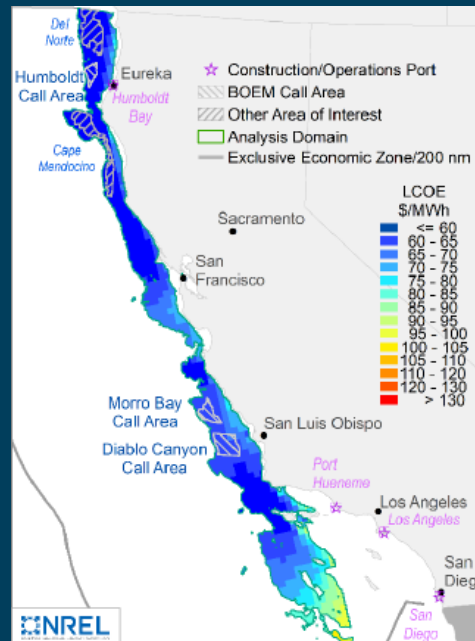 Del
Norte
Humboldt
Call Area
Eureka
Humboldt
Bay
Cape
Mendocino
Construction/Operations Port
BOEM Call Area
Other Area of Interest
Analysis Domain
Exclusive Economic Zone/200 nm
LCOE
$/MWh
<= 60
60 - 65
65 - 70
70 - 75
75 - 80
80 - 85
85 - 90
90 - 95
95 - 100
100 - 105
105 - 110
110 - 120
120 - 130
> 130
Sacramento
San
Francisco
Morro Bay
Call Area
Diablo Canyon
Call Area
San Luis Obispo
Port
Hueneme
Los Angeles
Los Angeles
San
Dieg
San
Diego
NREL